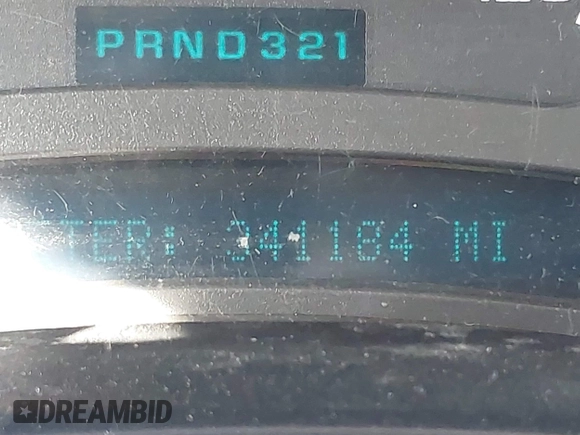 PRND321
TER: 341184 MI
DREAMBID